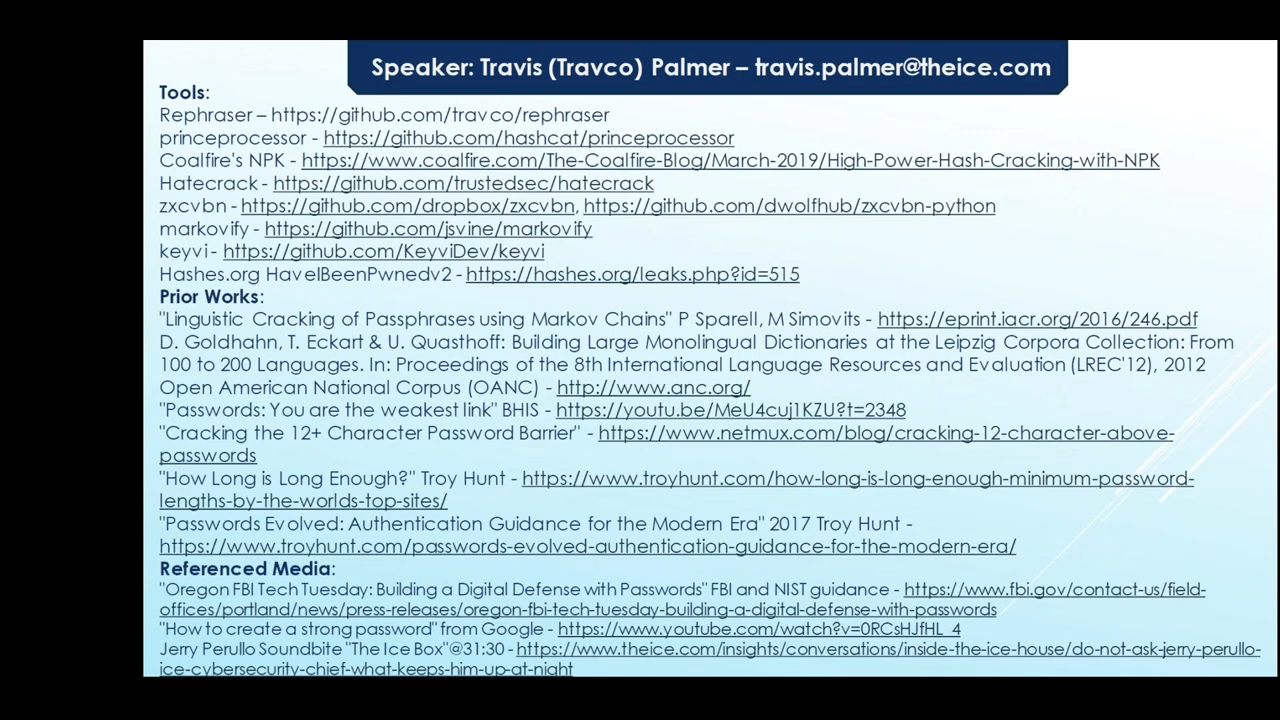 Speaker: Travis (Travco) Palmer – travis.palmer@theice.com
Tools:
Rephraser – https://github.com/travco/rephraser
princeprocessor - https://github.com/hashcat/princeprocessor
Coalfire's NPK - https://www.coalfire.com/The-Coalfire-Blog/March-2019/High-Power-Hash-Cracking-with-NPK
Hatecrack - https://github.com/trustedsec/hatecrack
zxcvbn - https://github.com/dropbox/zxcvbn, https://github.com/dwolfhub/zxcvbn-python
markovify - https://github.com/jsvine/markovify
keyvi - https://github.com/KeyviDev/keyvi
Hashes.org HaveIBeenPwnedv2 - https://hashes.org/leaks.php?id=515
Prior Works:
"Linguistic Cracking of Passphrases using Markov Chains" P Sparell, M Simovits - https://eprint.iacr.org/2016/246.pdf
D. Goldhahn, T. Eckart & U. Quasthoff: Building Large Monolingual Dictionaries at the Leipzig Corpora Collection: From
100 to 200 Languages. In: Proceedings of the 8th International Language Resources and Evaluation (LREC'12), 2012
Open American National Corpus (OANC) - http://www.anc.org/
"Passwords: You are the weakest link" BHIS - https://youtu.be/MeU4cuj1KZU?t=2348
"Cracking the 12+ Character Password Barrier" - https://www.netmux.com/blog/cracking-12-character-above-
passwords
"How Long is Long Enough?" Troy Hunt - https://www.troyhunt.com/how-long-is-long-enough-minimum-password-
lengths-by-the-worlds-top-sites/
"Passwords Evolved: Authentication Guidance for the Modern Era" 2017 Troy Hunt -
https://www.troyhunt.com/passwords-evolved-authentication-guidance-for-the-modern-era/
Referenced Media:
"Oregon FBI Tech Tuesday: Building a Digital Defense with Passwords" FBI and NIST guidance - https://www.fbi.gov/contact-us/field-
offices/portland/news/press-releases/oregon-fbi-tech-tuesday-building-a-digital-defense-with-passwords
"How to create a strong password" from Google - https://www.youtube.com/watch?v=0RCsHJfHL_4
Jerry Perullo Soundbite "The Ice Box"@31:30 - https://www.theice.com/insights/conversations/inside-the-ice-house/do-not-ask-jerry-perullo-
ice-cybersecurity-chief-what-keeps-him-up-at-night